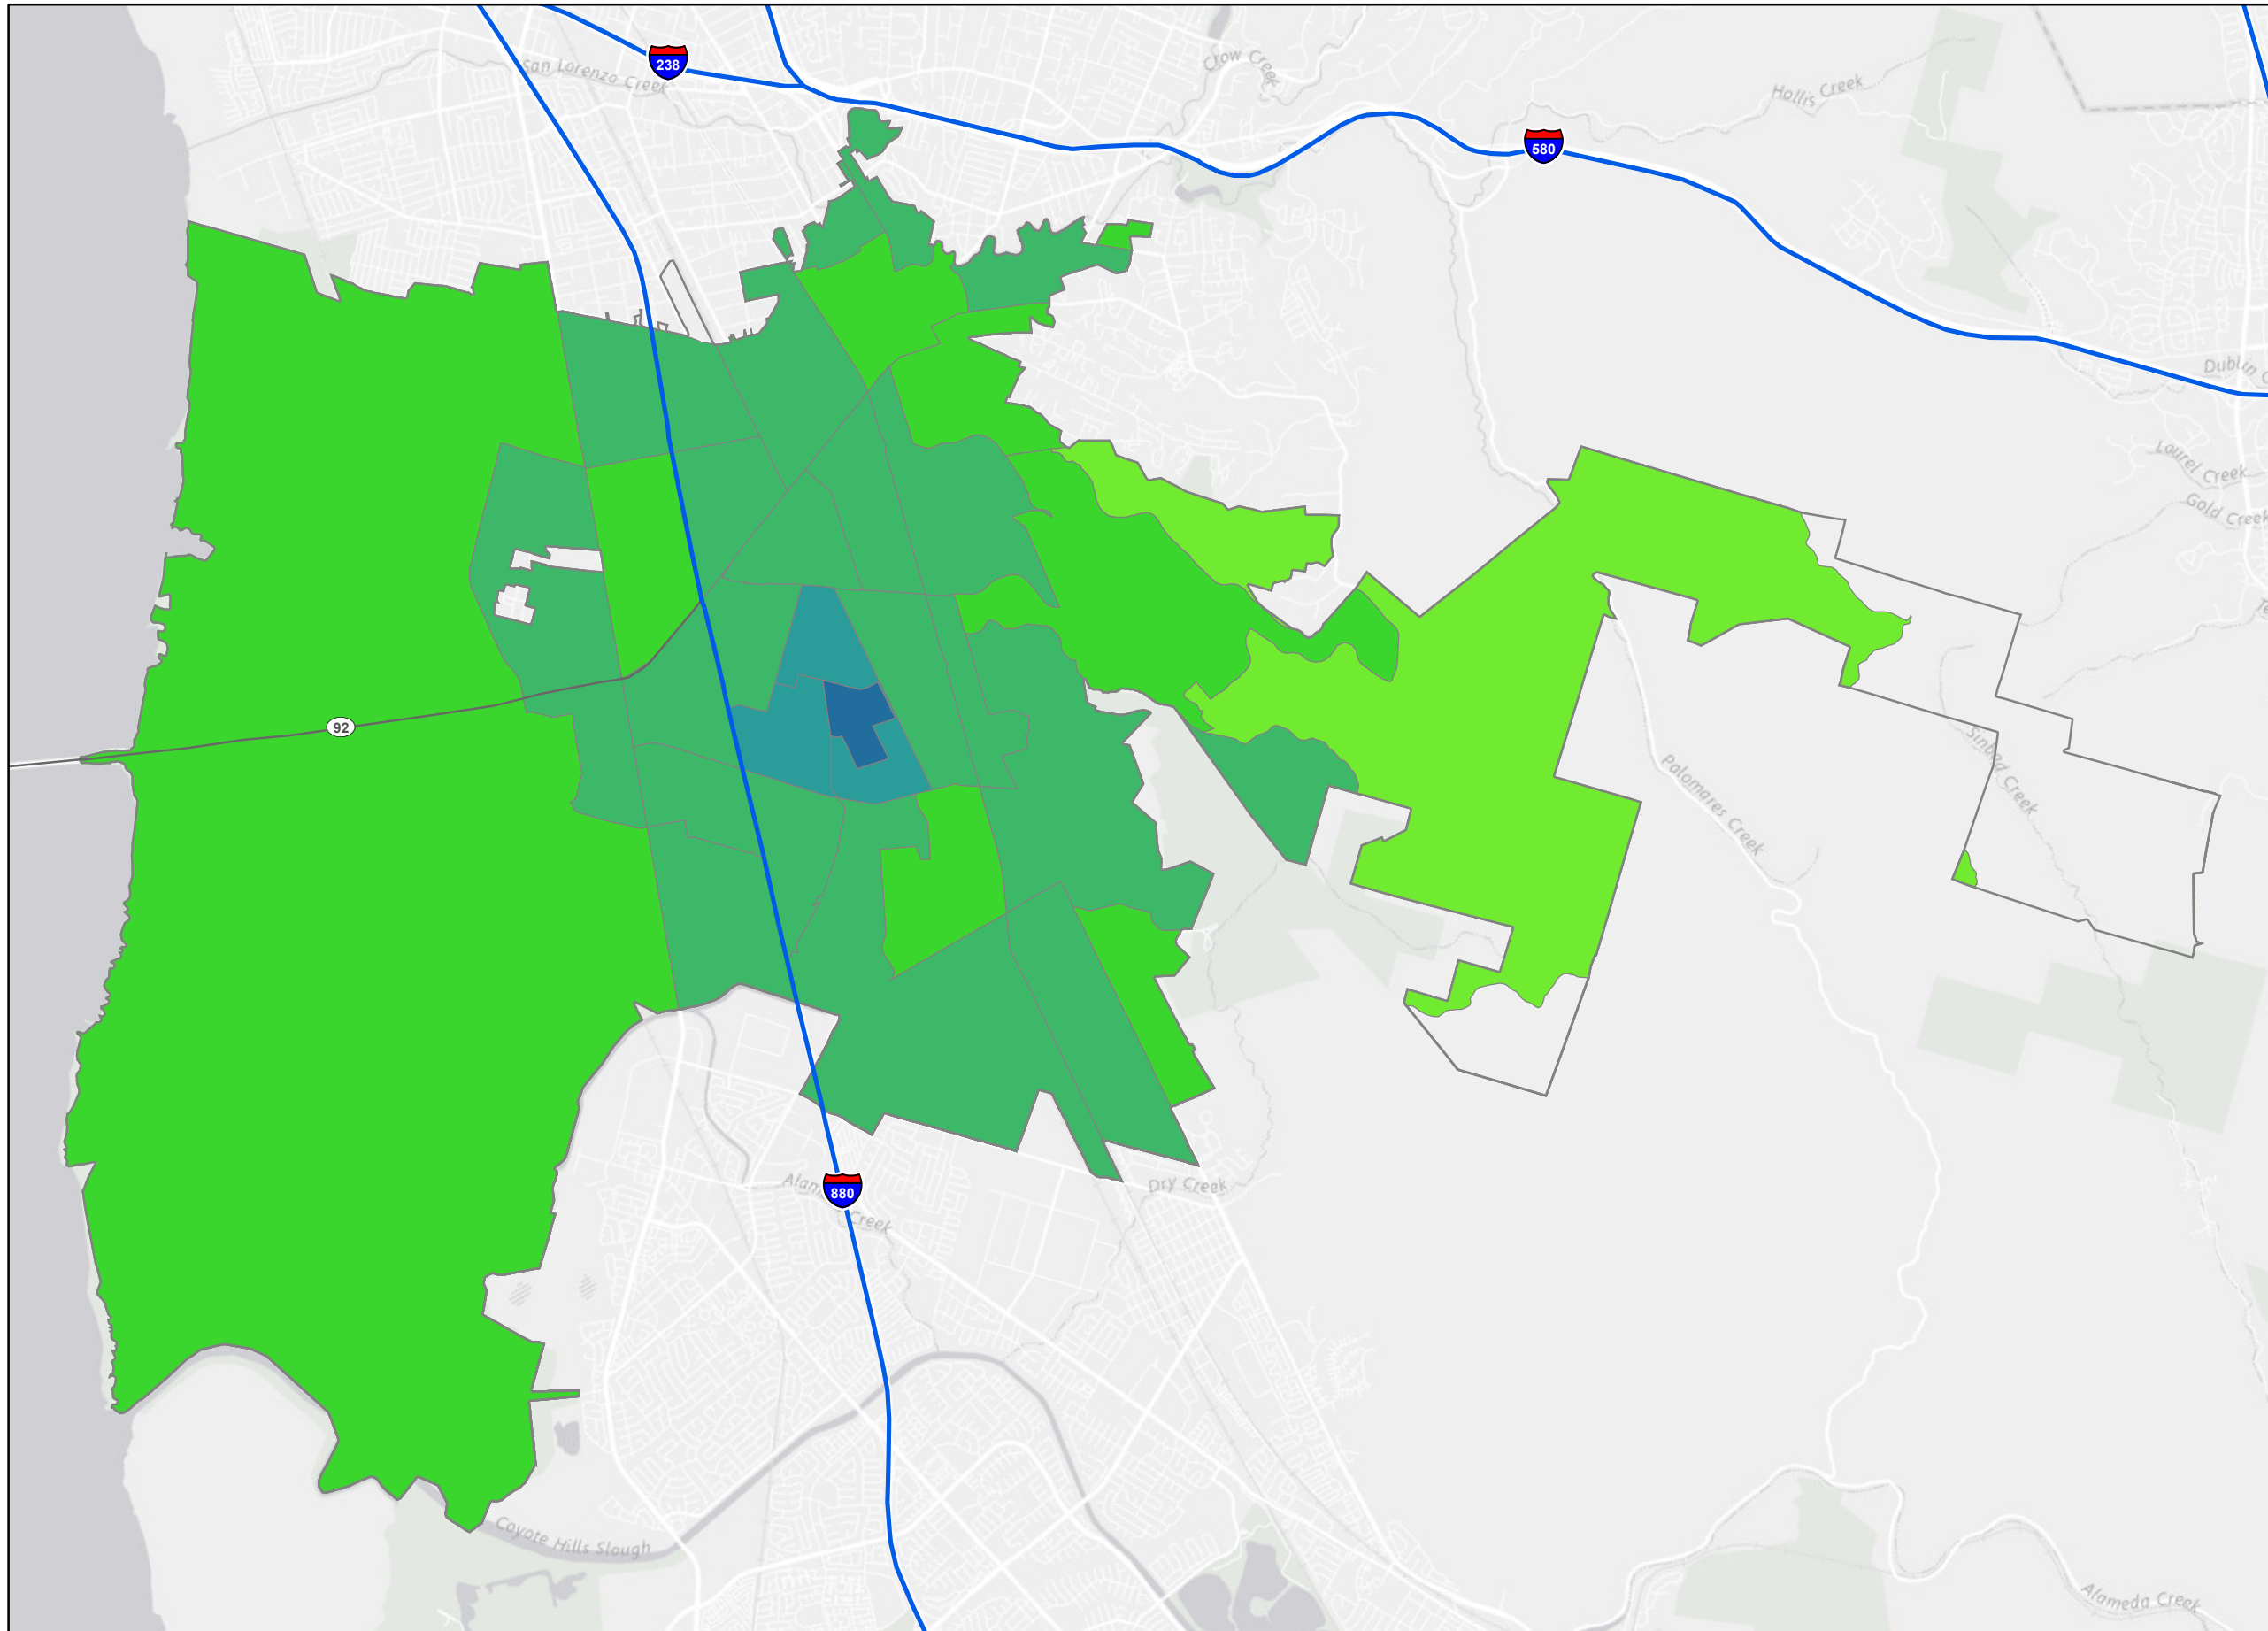 238
San Lorenzo Creek
Crow Creek
Hollis Creek
580
Dublin
Laurel Creek
Gold Creek
92
Palomares Creek
Sinbad Creek
880
Dry Creek
Creek
Coyote Hills Slough
Alameda Creek